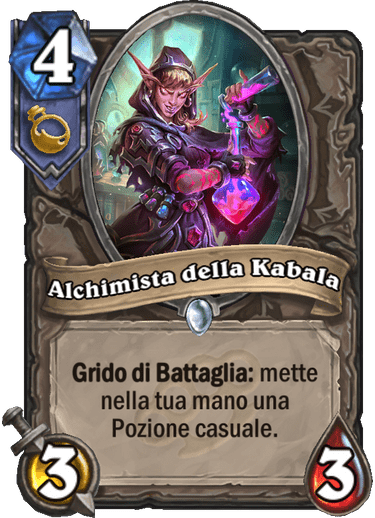 4
Alchimista della Kabala
Grido di Battaglia: mette
nella tua mano una
Pozione casuale.
3
3